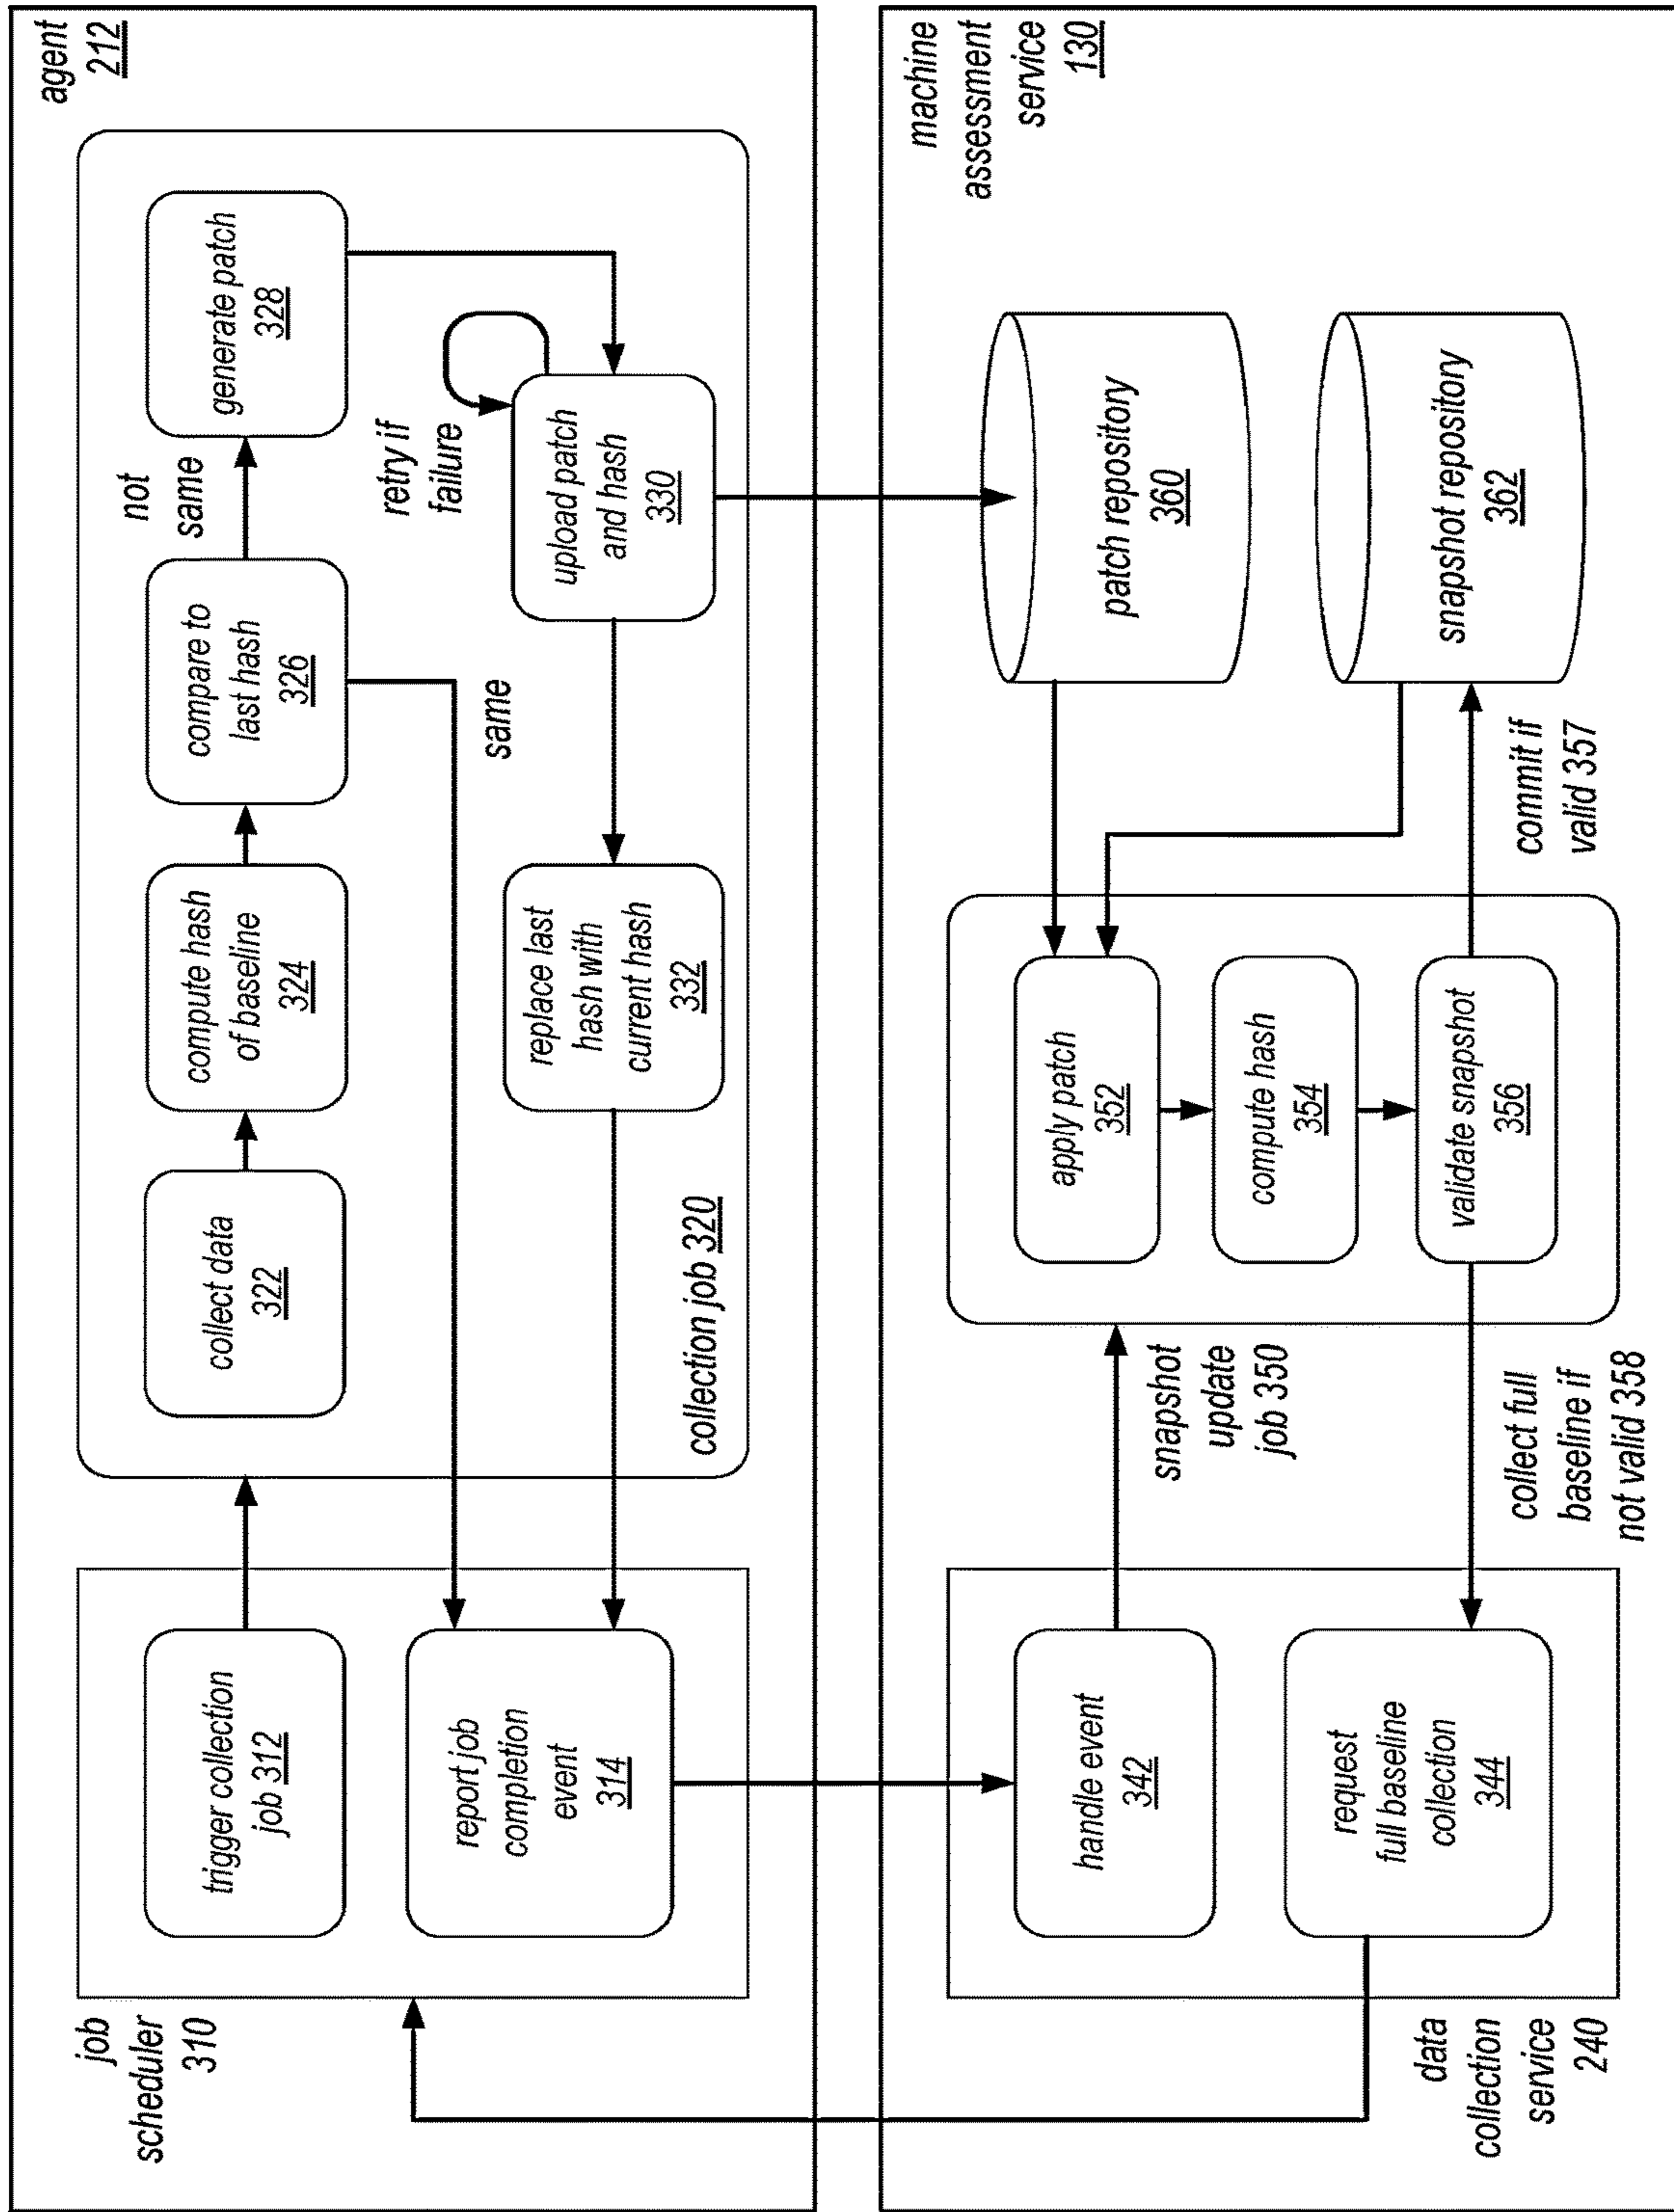 job
scheduler
310
trigger collection
job 312
report job
completion
event
314
collect data
322
compute hash
of baseline
324
compare to
last hash
326
not
same
generate patch
328
same
retry if
failure
upload patch
and hash
330
replace last
hash with
current hash
332
collection job 320
agent
212
data
collection
service
240
handle event
342
request
full baseline
collection
344
snapshot
update
job 350
collect full
baseline if
not valid 358
apply patch
352
compute hash
354
validate snapshot
356
commit if
valid 357
patch repository
360
snapshot repository
362
machine
assessment
service
130